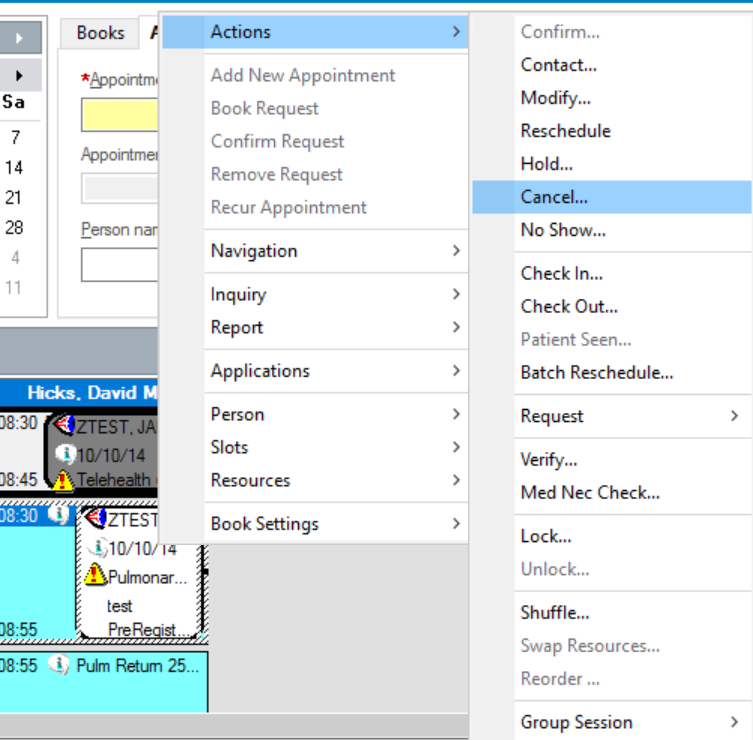 Books
Sa
7
14
21
28
4
11
*Appointme
Appointmer
Person nar
Actions
Add New Appointment
Book Request
Confirm Request
Remove Request
Recur Appointment
Navigation
Inquiry
Report
Applications
Person
Slots
Resources
Book Settings
Confirm...
Contact...
Modify...
Reschedule
Hold...
Cancel...
No Show...
Check In...
Check Out...
Patient Seen...
Batch Reschedule...
Request
Verify...
Med Nec Check...
Lock...
Unlock...
Shuffle...
Swap Resources...
Reorder ...
Group Session
Hicks, David M
08:30 ZTEST, JA
10/10/14
08:45 Telehealth
08:30 ZTEST
10/10/14
Pulmonar...
test
08:55 PreRegist...
08:55 Pulm Return 25...